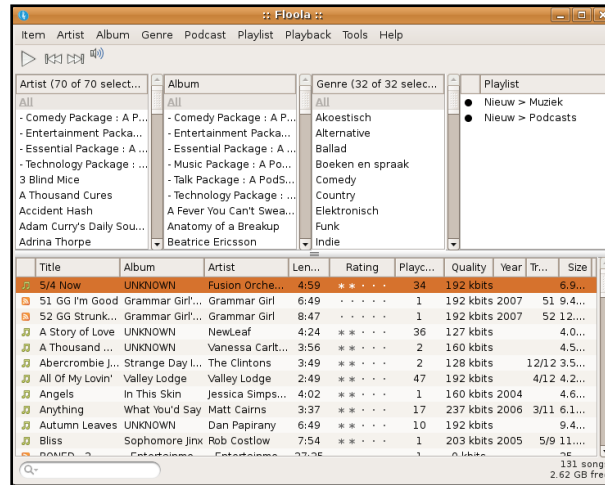 :: Floola ::
Item Artist Album Genre Podcast Playlist Playback Tools Help
Artist (70 of 70 select...
All
- Comedy Package : A P...
- Entertainment Packa...
- Essential Package : A ...
- Technology Package : ...
3 Blind Mice
A Thousand Cures
Accident Hash
Adam Curry's Daily Sou...
Adrina Thorpe
Album
All
- Comedy Package : A P...
- Entertainment Packa...
- Essential Package : A ...
- Music Package : A Po...
- Talk Package : A PodS...
- Technology Package : ...
A Fever You Can't Swea...
Anatomy of a Breakup
Beatrice Ericsson
Genre (32 of 32 selec...
All
Akoestisch
Alternative
Ballad
Boeken en spraak
Comedy
Country
Elektronisch
Funk
Indie
Playlist
Nieuw > Muziek
Nieuw > Podcasts
Title Album Artist Len... Rating Playc... Quality Year Tr... Size
5/4 Now UNKNOWN Fusion Orche... 4:59 * * · · · 34 192 kbits 6.9...
51 GG I'm Good Grammar Girl'... Grammar Girl 6:49 · · · · · 1 192 kbits 2007 51 9.4...
52 GG Strunk... Grammar Girl'... Grammar Girl 8:47 · · · · · 1 192 kbits 2007 52 12....
A Story of Love UNKNOWN NewLeaf 4:24 * * · · · 36 127 kbits 4.0...
A Thousand ... UNKNOWN Vanessa Carlt... 3:56 * * · · · 2 160 kbits 4.5...
Abercrombie J... Strange Day I... The Clintons 3:49 * * · · · 2 128 kbits 12/12 3.5...
All Of My Lovin' Valley Lodge Valley Lodge 2:49 * * · · · 47 192 kbits 4/12 4.2...
Angels In This Skin Jessica Simps... 4:02 * * · · · 1 160 kbits 2004 4.6...
Anything What You'd Say Matt Cairns 3:37 * * · · · 17 237 kbits 2006 3/11 6.1...
Autumn Leaves UNKNOWN Dan Papirany 6:49 * * · · · 10 192 kbits 9.4...
Bliss Sophomore Jinx Rob Costlow 7:54 * * · · · 1 203 kbits 2005 5/9 11....
131 song
2.62 GB fre